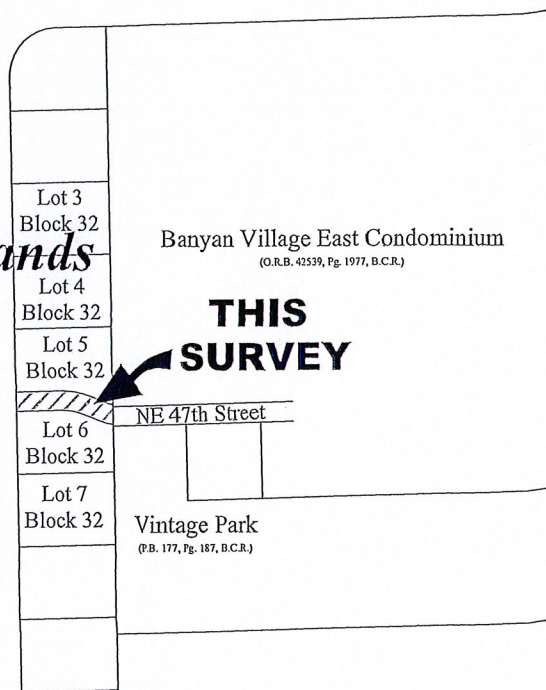 Lot 3
Block 32
ands
Banyan Village East Condominium
(O.R.B. 42539, Pg. 1977, B.C.R.)
Lot 4
Block 32
THIS
SURVEY
Lot 5
Block 32
NE 47th Street
Lot 6
Block 32
Lot 7
Block 32
Vintage Park
(P.B. 177, Pg. 187, B.C.R.)